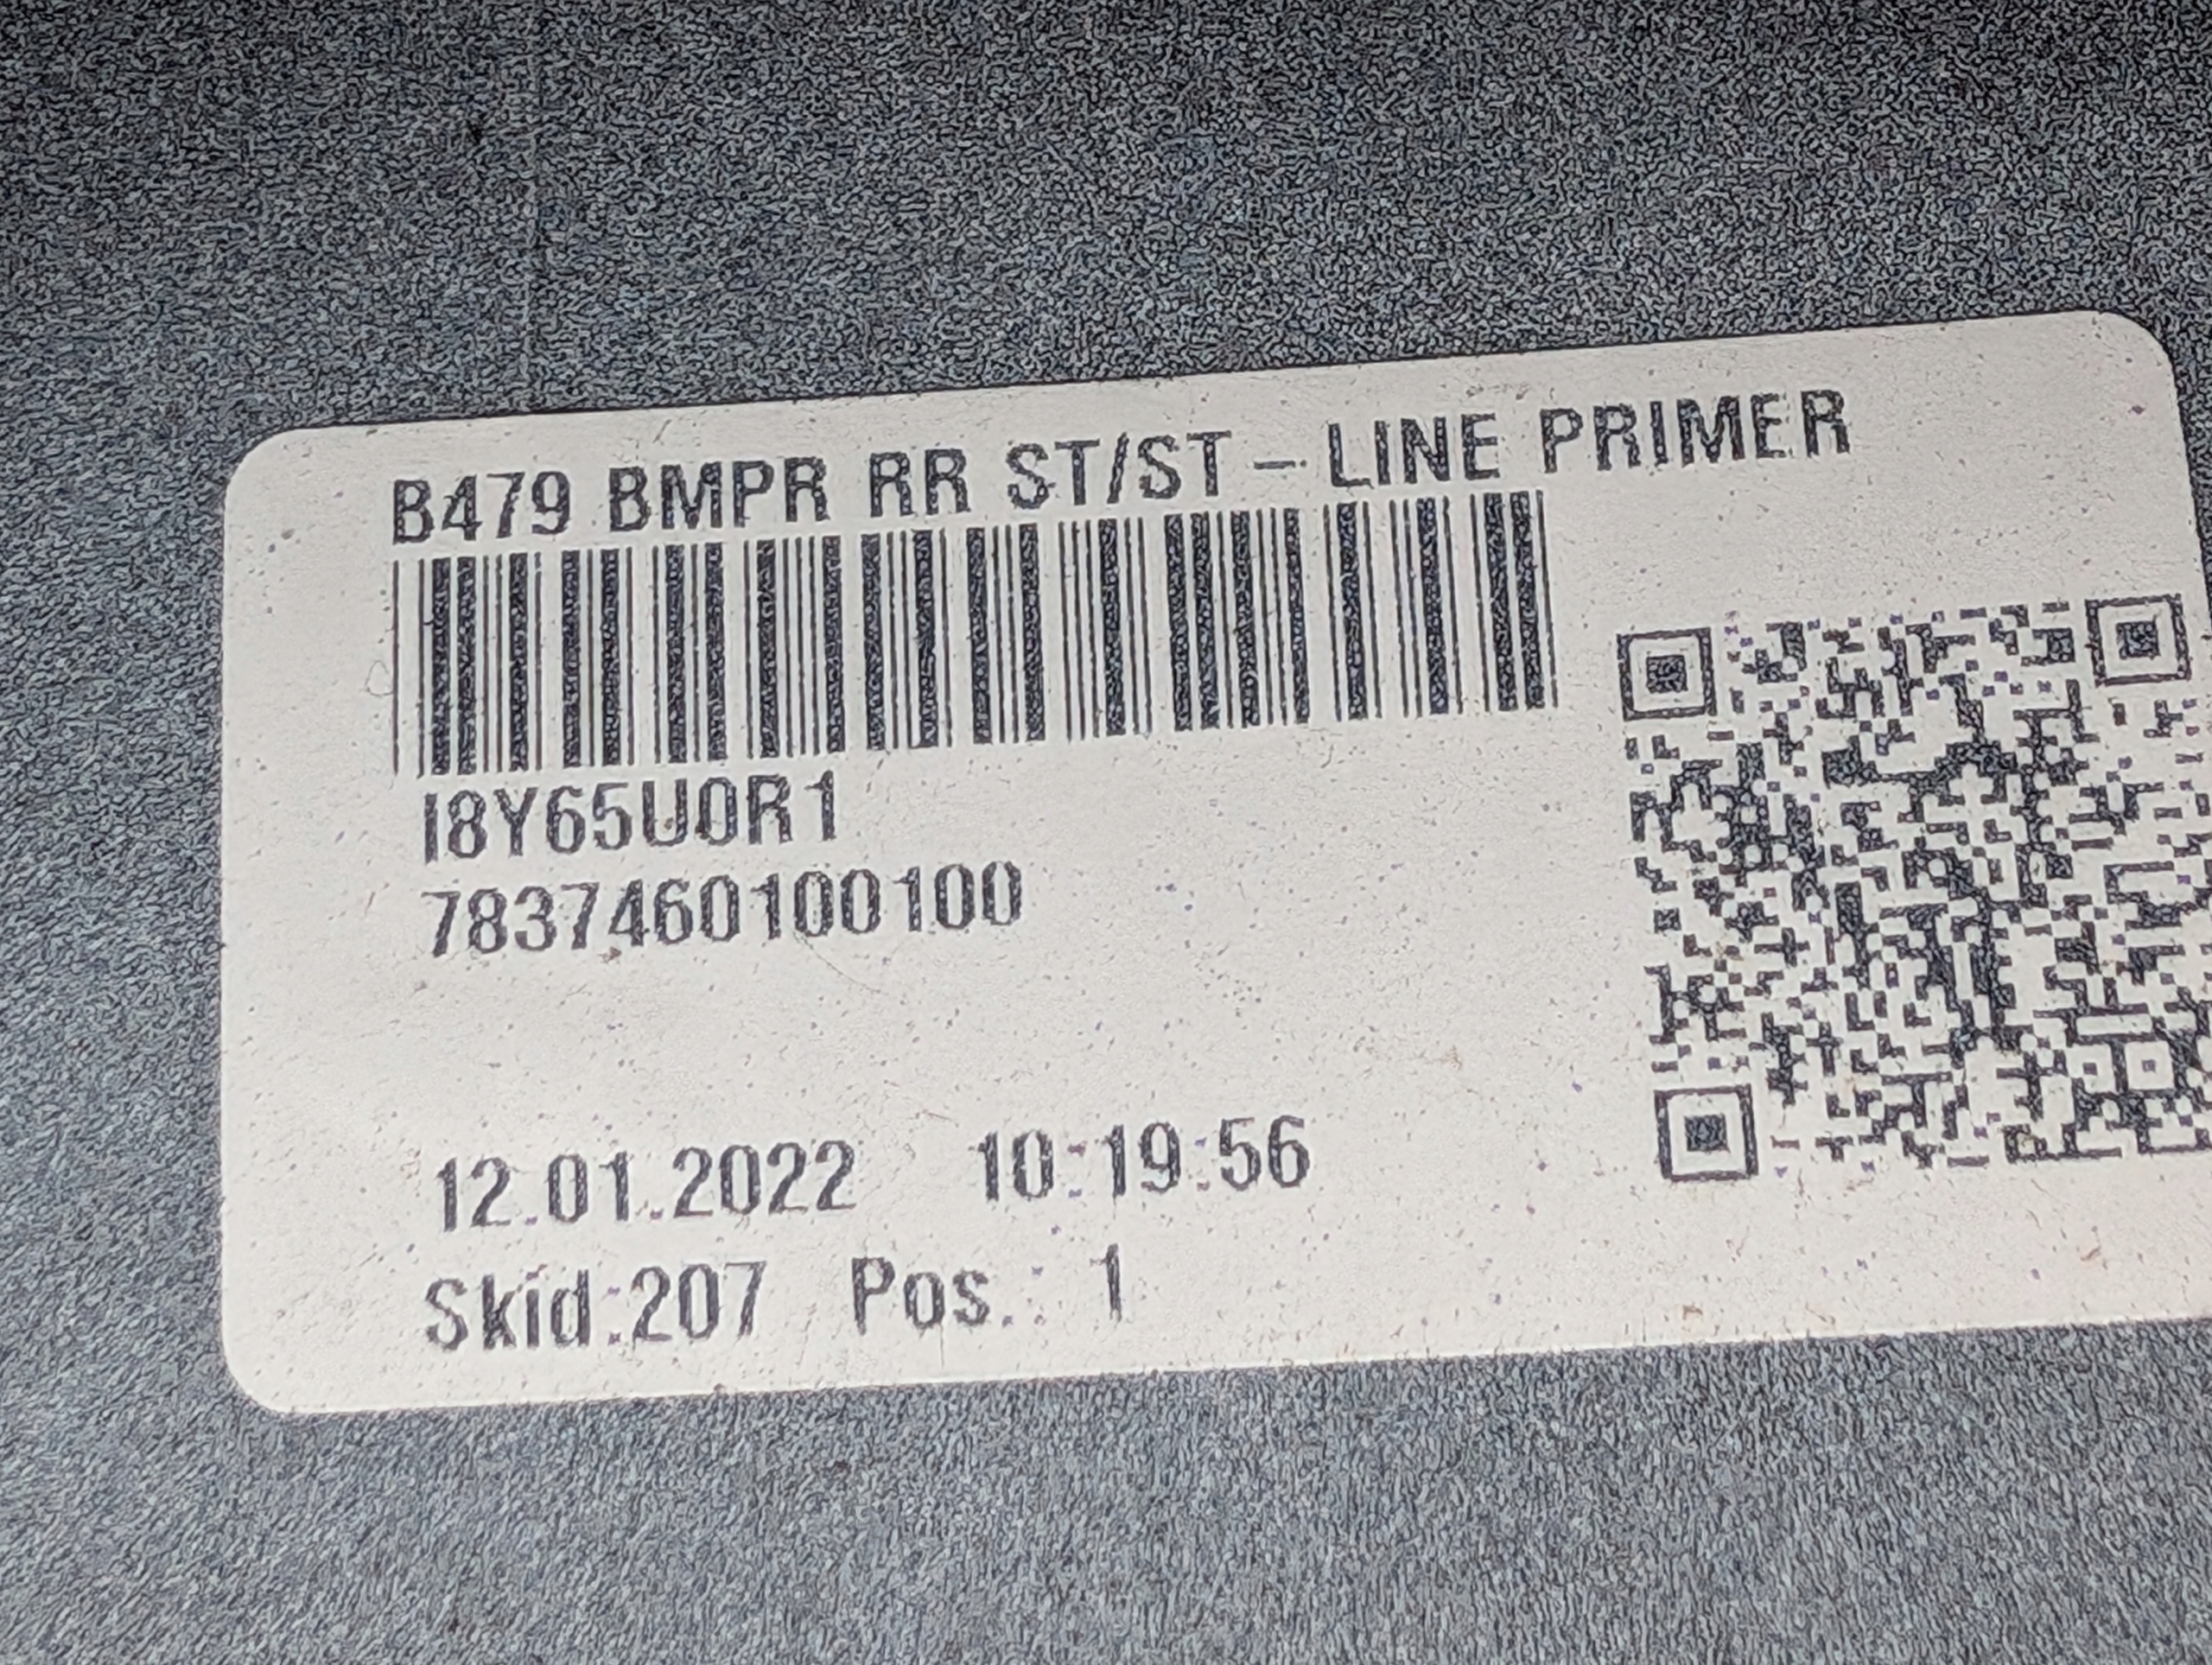 B479 BMPR RR ST/ST-LINE PRIMER
I8Y65U0R1
7837460100100
12.01.2022 10:19:56
Skid:207 Pos.: 1